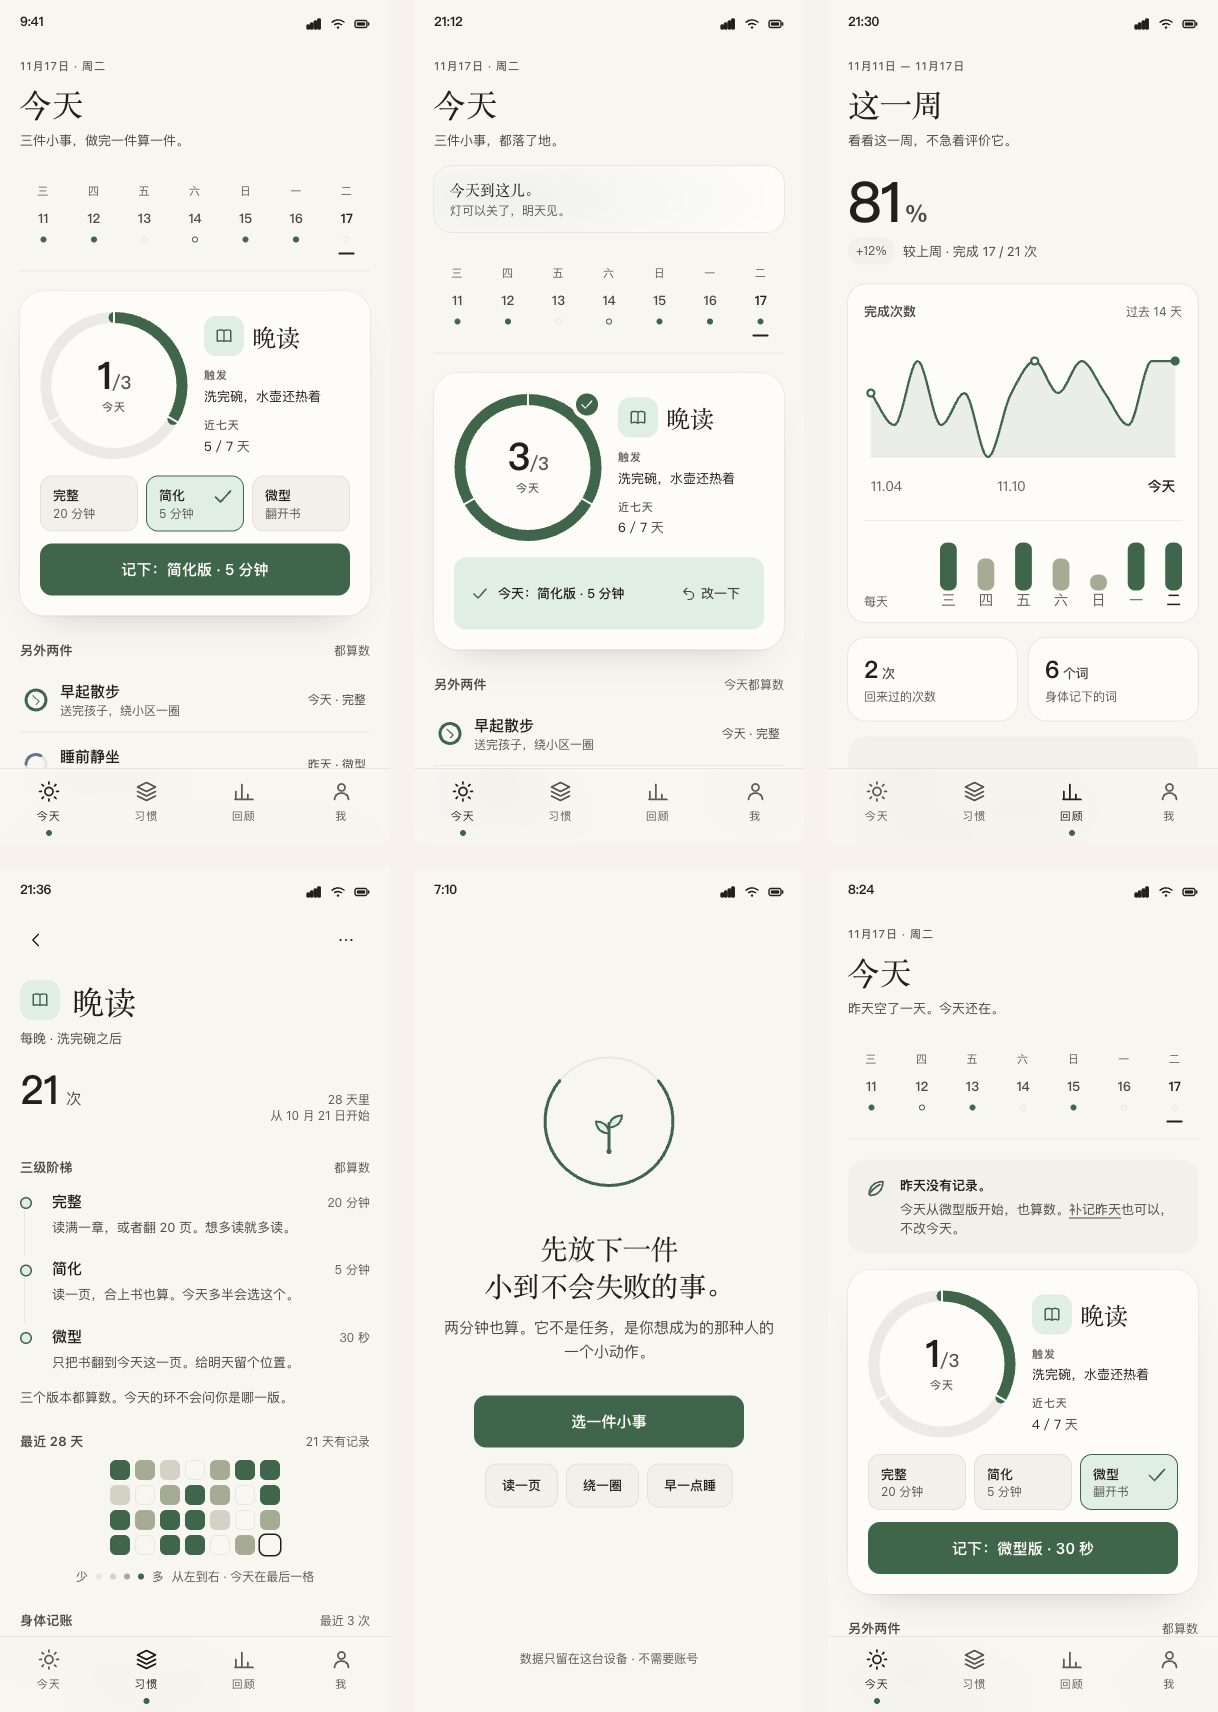 9:41
11月17日 · 周二
今天
三件小事，做完一件算一件。
三 四 五 六 日 一 二
11 12 13 14 15 16 17
1/3
今天
晚读
触发
洗完碗，水壶还热着
近七天
5 / 7 天
完整
20 分钟
简化
5 分钟
微型
翻开书
记下：简化版 · 5 分钟
另外两件 都算数
早起散步
送完孩子，绕小区一圈
今天 · 完整
睡前静坐
昨天 · 微型
今天 习惯 回顾 我
21:12
11月17日 · 周二
今天
三件小事，都落了地。
今天到这儿。
灯可以关了，明天见。
三 四 五 六 日 一 二
11 12 13 14 15 16 17
3/3
今天
晚读
触发
洗完碗，水壶还热着
近七天
6 / 7 天
今天：简化版 · 5 分钟 改一下
另外两件 今天都算数
早起散步
送完孩子，绕小区一圈
今天 · 完整
今天 习惯 回顾 我
21:30
11月11日 — 11月17日
这一周
看看这一周，不急着评价它。
81%
+12% 较上周 · 完成 17 / 21 次
完成次数 过去 14 天
11.04 11.10 今天
每天 三 四 五 六 日 一 二
2 次
回来过的次数
6 个词
身体记下的词
今天 习惯 回顾 我
21:36
晚读
每晚 · 洗完碗之后
21 次
28 天里
从 10 月 21 日开始
三级阶梯 都算数
完整 20 分钟
读满一章，或者翻 20 页。想多读就多读。
简化 5 分钟
读一页，合上书也算。今天多半会选这个。
微型 30 秒
只把书翻到今天这一页。给明天留个位置。
三个版本都算数。今天的环不会问你是哪一版。
最近 28 天 21 天有记录
少 多 从左到右 · 今天在最后一格
身体记账 最近 3 次
今天 习惯 回顾 我
7:10
先放下一件
小到不会失败的事。
两分钟也算。它不是任务，是你想成为的那种人的
一个小动作。
选一件小事
读一页 绕一圈 早一点睡
数据只留在这台设备 · 不需要账号
8:24
11月17日 · 周二
今天
昨天空了一天。今天还在。
三 四 五 六 日 一 二
11 12 13 14 15 16 17
昨天没有记录。
今天从微型版开始，也算数。补记昨天也可以，
不改今天。
1/3
今天
晚读
触发
洗完碗，水壶还热着
近七天
4 / 7 天
完整
20 分钟
简化
5 分钟
微型
翻开书
记下：微型版 · 30 秒
另外两件 都算数
今天 习惯 回顾 我